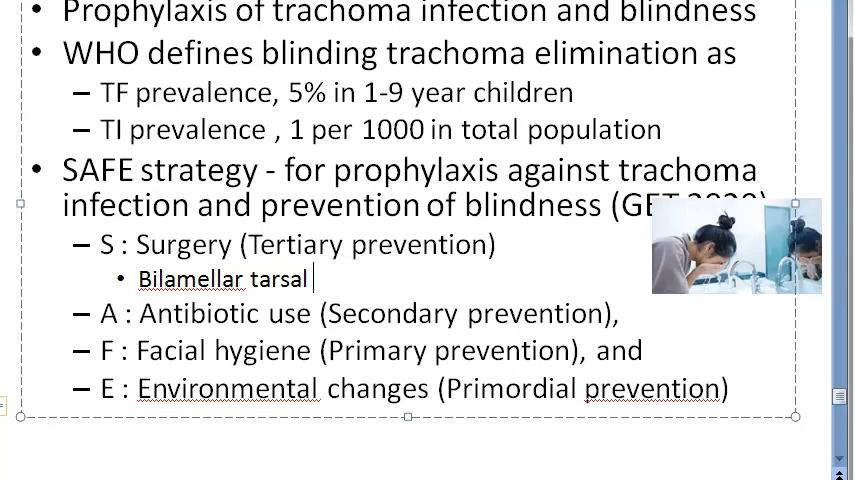 • Prophylaxis of trachoma infection and blindness
• WHO defines blinding trachoma elimination as
– TF prevalence, 5% in 1-9 year children
– TI prevalence , 1 per 1000 in total population
• SAFE strategy - for prophylaxis against trachoma
infection and prevention of blindness
– S : Surgery (Tertiary prevention)
• Bilamellar tarsal
– A : Antibiotic use (Secondary prevention),
– F : Facial hygiene (Primary prevention), and
– E : Environmental changes (Primordial prevention)